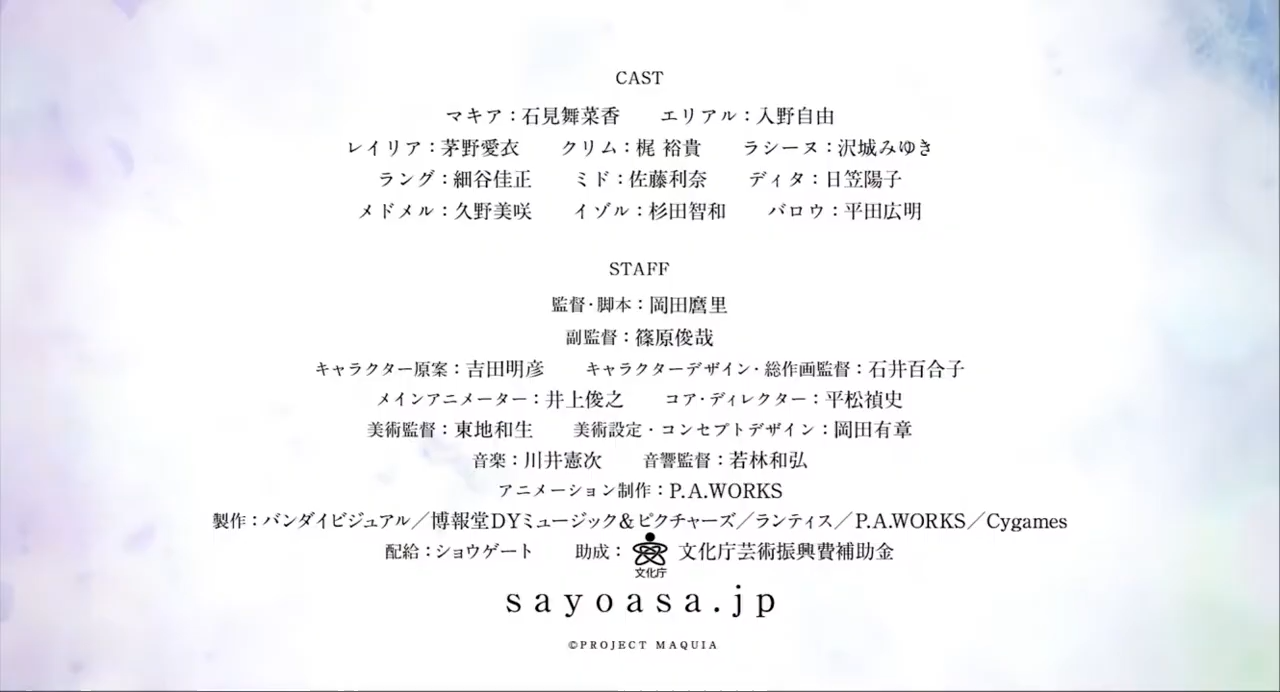 CAST
マキア：石見舞菜香　エリアル：入野自由
レイリア：茅野愛衣　クリム：梶 裕貴　ラシーヌ：沢城みゆき
ラング：細谷佳正　ミド：佐藤利奈　ディタ：日笠陽子
メドメル：久野美咲　イゾル：杉田智和　バロウ：平田広明
STAFF
監督・脚本：岡田麿里
副監督：篠原俊哉
キャラクター原案：吉田明彦　キャラクターデザイン・総作画監督：石井百合子
メインアニメーター：井上俊之　コア・ディレクター：平松禎史
美術監督：東地和生　美術設定・コンセプトデザイン：岡田有章
音楽：川井憲次　音響監督：若林和弘
アニメーション制作：P.A.WORKS
製作：バンダイビジュアル／博報堂DYミュージック＆ピクチャーズ／ランティス／P.A.WORKS／Cygames
配給：ショウゲート　助成：文化庁　文化庁芸術振興費補助金
sayoasa.jp
©PROJECT MAQUIA